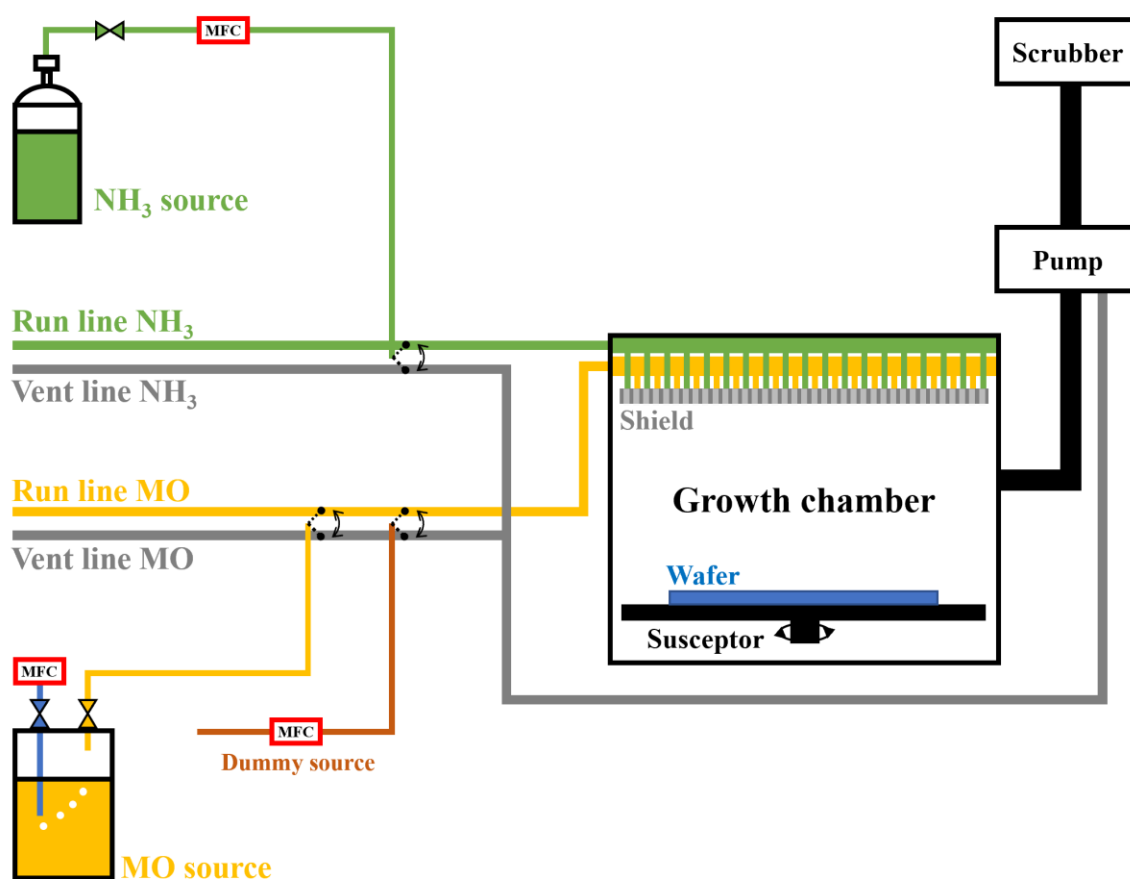 MFC
Scrubber
NH₃ source
Pump
Run line NH₃
Vent line NH₃
Shield
Run line MO
Growth chamber
Vent line MO
Wafer
Susceptor
MFC
MFC
Dummy source
MO source